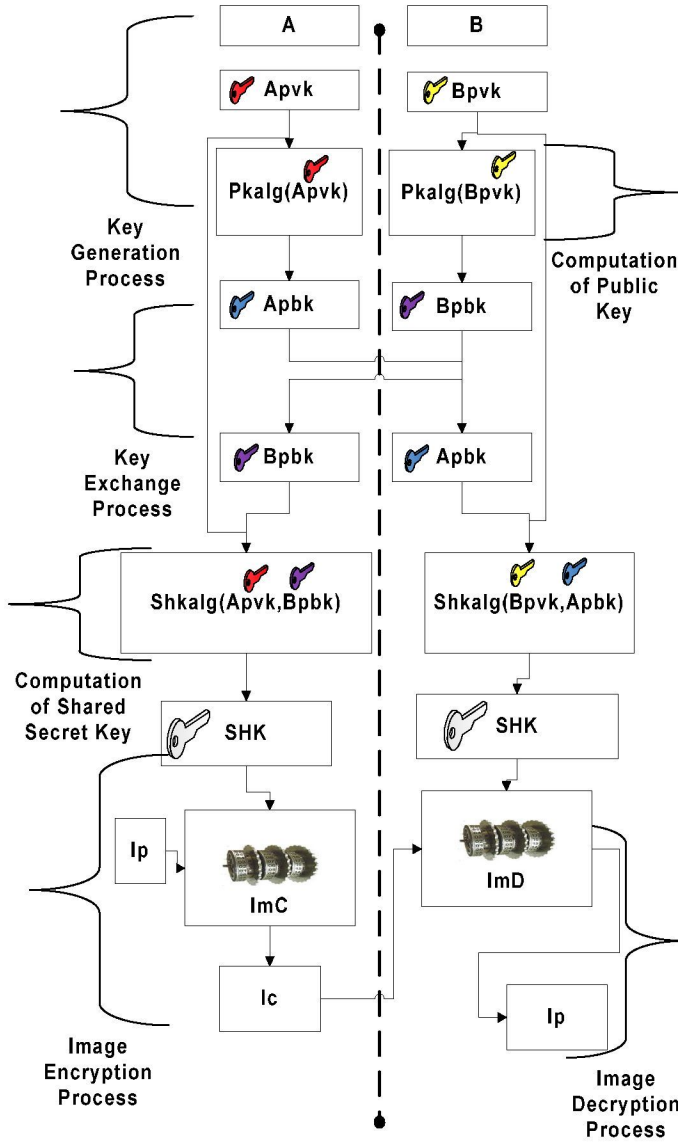 A
B
Apvk
Bpvk
Pkalg(Apvk)
Pkalg(Bpvk)
Key
Generation
Process
Computation
of Public
Key
Apbk
Bpbk
Key
Exchange
Process
Bpbk
Apbk
Shkalg(Apvk,Bpbk)
Shkalg(Bpvk,Apbk)
Computation
of Shared
Secret Key
SHK
SHK
Ip
ImC
ImD
Ic
Ip
Image
Encryption
Process
Image
Decryption
Process